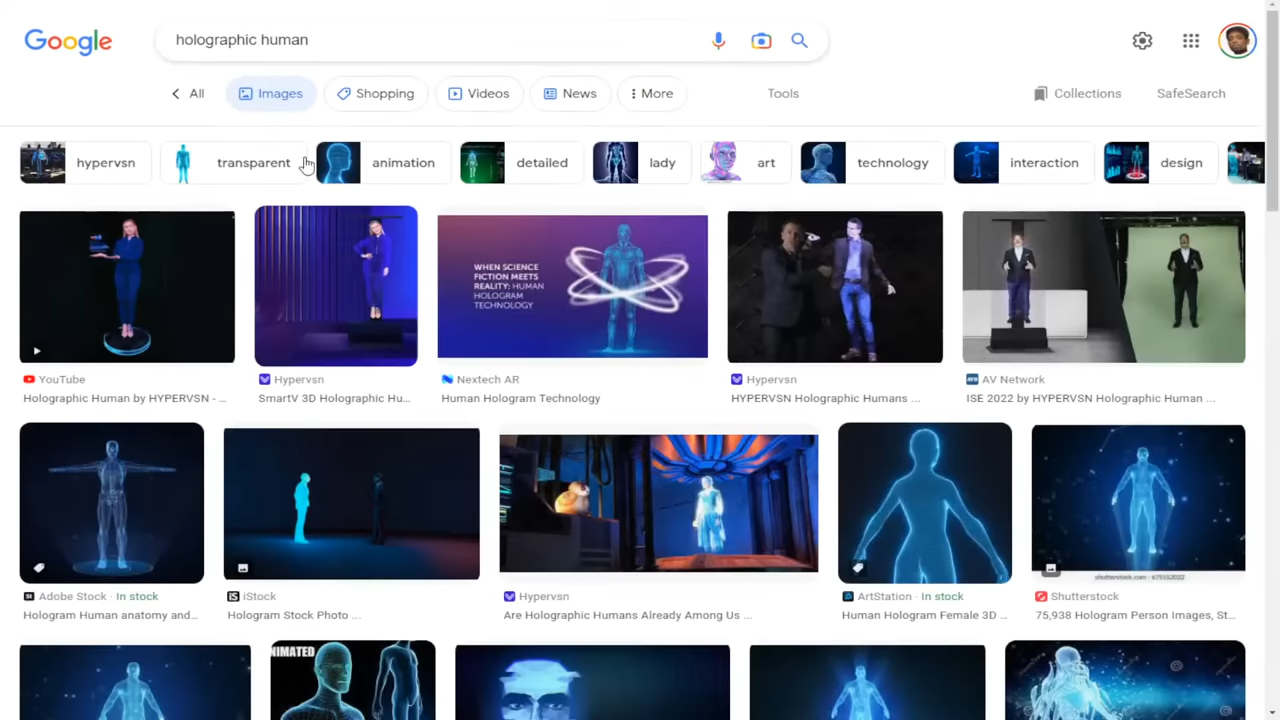 Google
holographic human
All
Images
Shopping
Videos
News
More
Tools
Collections
SafeSearch
hypervsn
transparent
animation
detailed
lady
art
technology
interaction
design
WHEN SCIENCE
FICTION MEETS
REALITY: HUMAN
HOLOGRAM
TECHNOLOGY
YouTube
Holographic Human by HYPERVSN - ...
Hypervsn
SmartV 3D Holographic Hu...
Nextech AR
Human Hologram Technology
Hypervsn
HYPERVSN Holographic Humans ...
AV Network
ISE 2022 by HYPERVSN Holographic Human ...
shutterstock.com
Adobe Stock · In stock
Hologram Human anatomy and...
iStock
Hologram Stock Photo ...
Hypervsn
Are Holographic Humans Already Among Us ...
ArtStation · In stock
Human Hologram Female 3D ...
Shutterstock
75,938 Hologram Person Images, St...
NIMATED